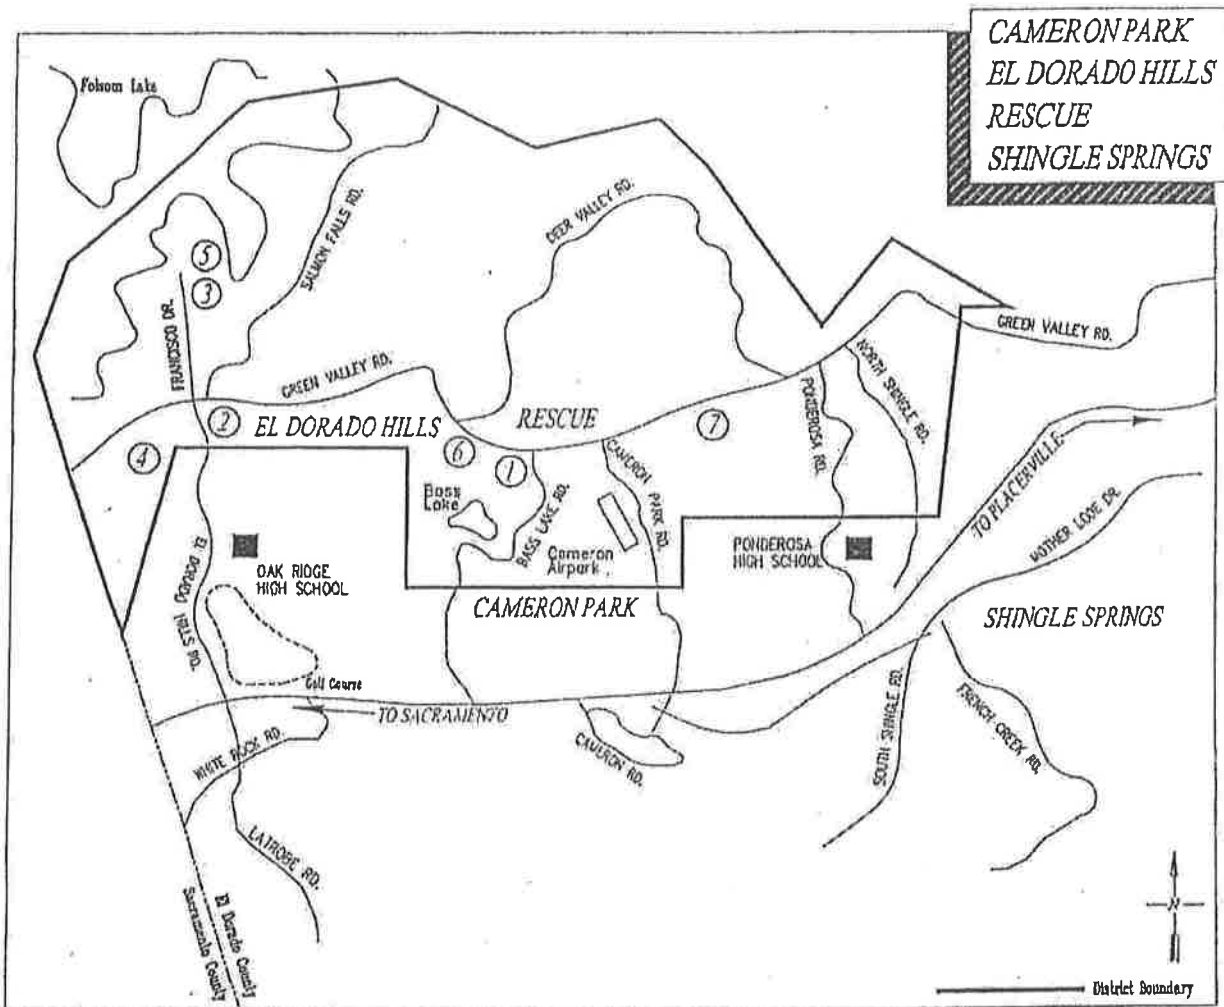 CAMERON PARK
EL DORADO HILLS
RESCUE
SHINGLE SPRINGS
Folsom Lake
SALMON FALLS RD.
DEER VALLEY RD.
5
3
FRANCISCO DR.
GREEN VALLEY RD.
GREEN VALLEY RD.
NORTH SHINGLE RD.
PONDEROSA RD.
2
EL DORADO HILLS
RESCUE
7
4
6
1
CAMERON PARK RD.
Bass
Lake
BASS LAKE RD.
Cameron
Airpark
TO PLACERVILLE
MOTHER LODE DR.
EL DORADO HILLS RD.
OAK RIDGE
HIGH SCHOOL
PONDEROSA
HIGH SCHOOL
CAMERON PARK
SHINGLE SPRINGS
Golf Course
TO SACRAMENTO
WHITE ROCK RD.
CAMERON RD.
SOUTH SHINGLE RD.
FRENCH CREEK RD.
LATROBE RD.
El Dorado County
Sacramento County
N
District Boundary